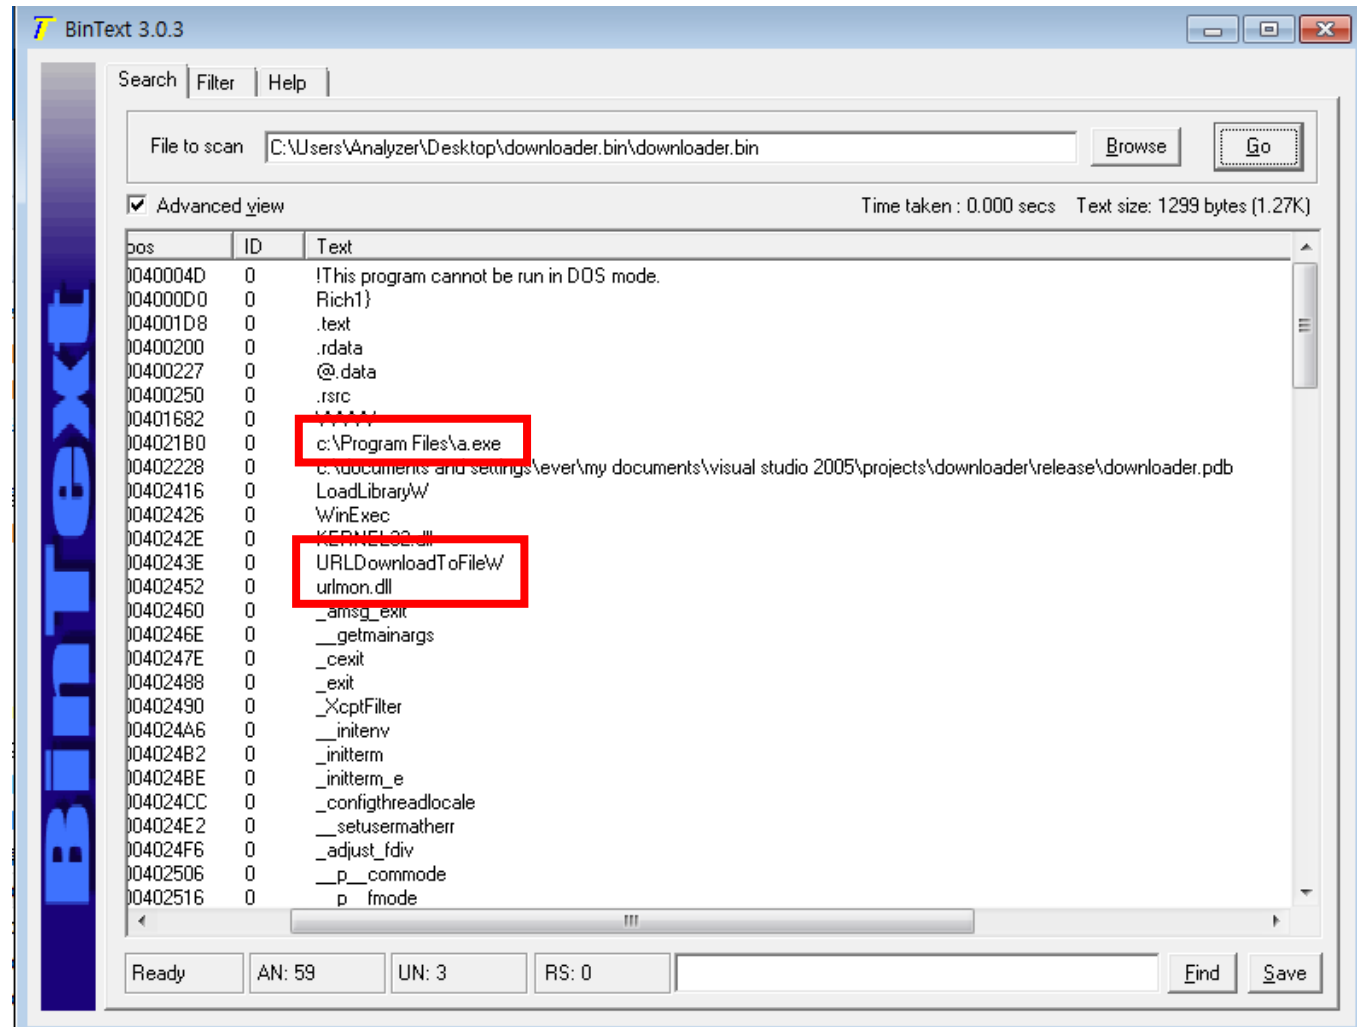 BinText 3.0.3
Search Filter Help
File to scan C:\Users\Analyzer\Desktop\downloader.bin\downloader.bin Browse Go
Advanced view Time taken : 0.000 secs Text size: 1299 bytes (1.27K)
pos ID Text
0040004D 0 !This program cannot be run in DOS mode.
004000D0 0 Rich1}
004001D8 0 .text
00400200 0 .rdata
00400227 0 @.data
00400250 0 .rsrc
00401682 0
004021B0 0 c:\Program Files\a.exe
00402228 0 c:\documents and settings\ever\my documents\visual studio 2005\projects\downloader\release\downloader.pdb
00402416 0 LoadLibraryW
00402426 0 WinExec
0040242E 0 KERNEL32.dll
0040243E 0 URLDownloadToFileW
00402452 0 urlmon.dll
00402460 0 _amsg_exit
0040246E 0 __getmainargs
0040247E 0 _cexit
00402488 0 _exit
00402490 0 _XcptFilter
004024A6 0 __initenv
004024B2 0 _initterm
004024BE 0 _initterm_e
004024CC 0 _configthreadlocale
004024E2 0 __setusermatherr
004024F6 0 _adjust_fdiv
00402506 0 __p__commode
00402516 0 __p__fmode
Ready AN: 59 UN: 3 RS: 0 Find Save
BinText